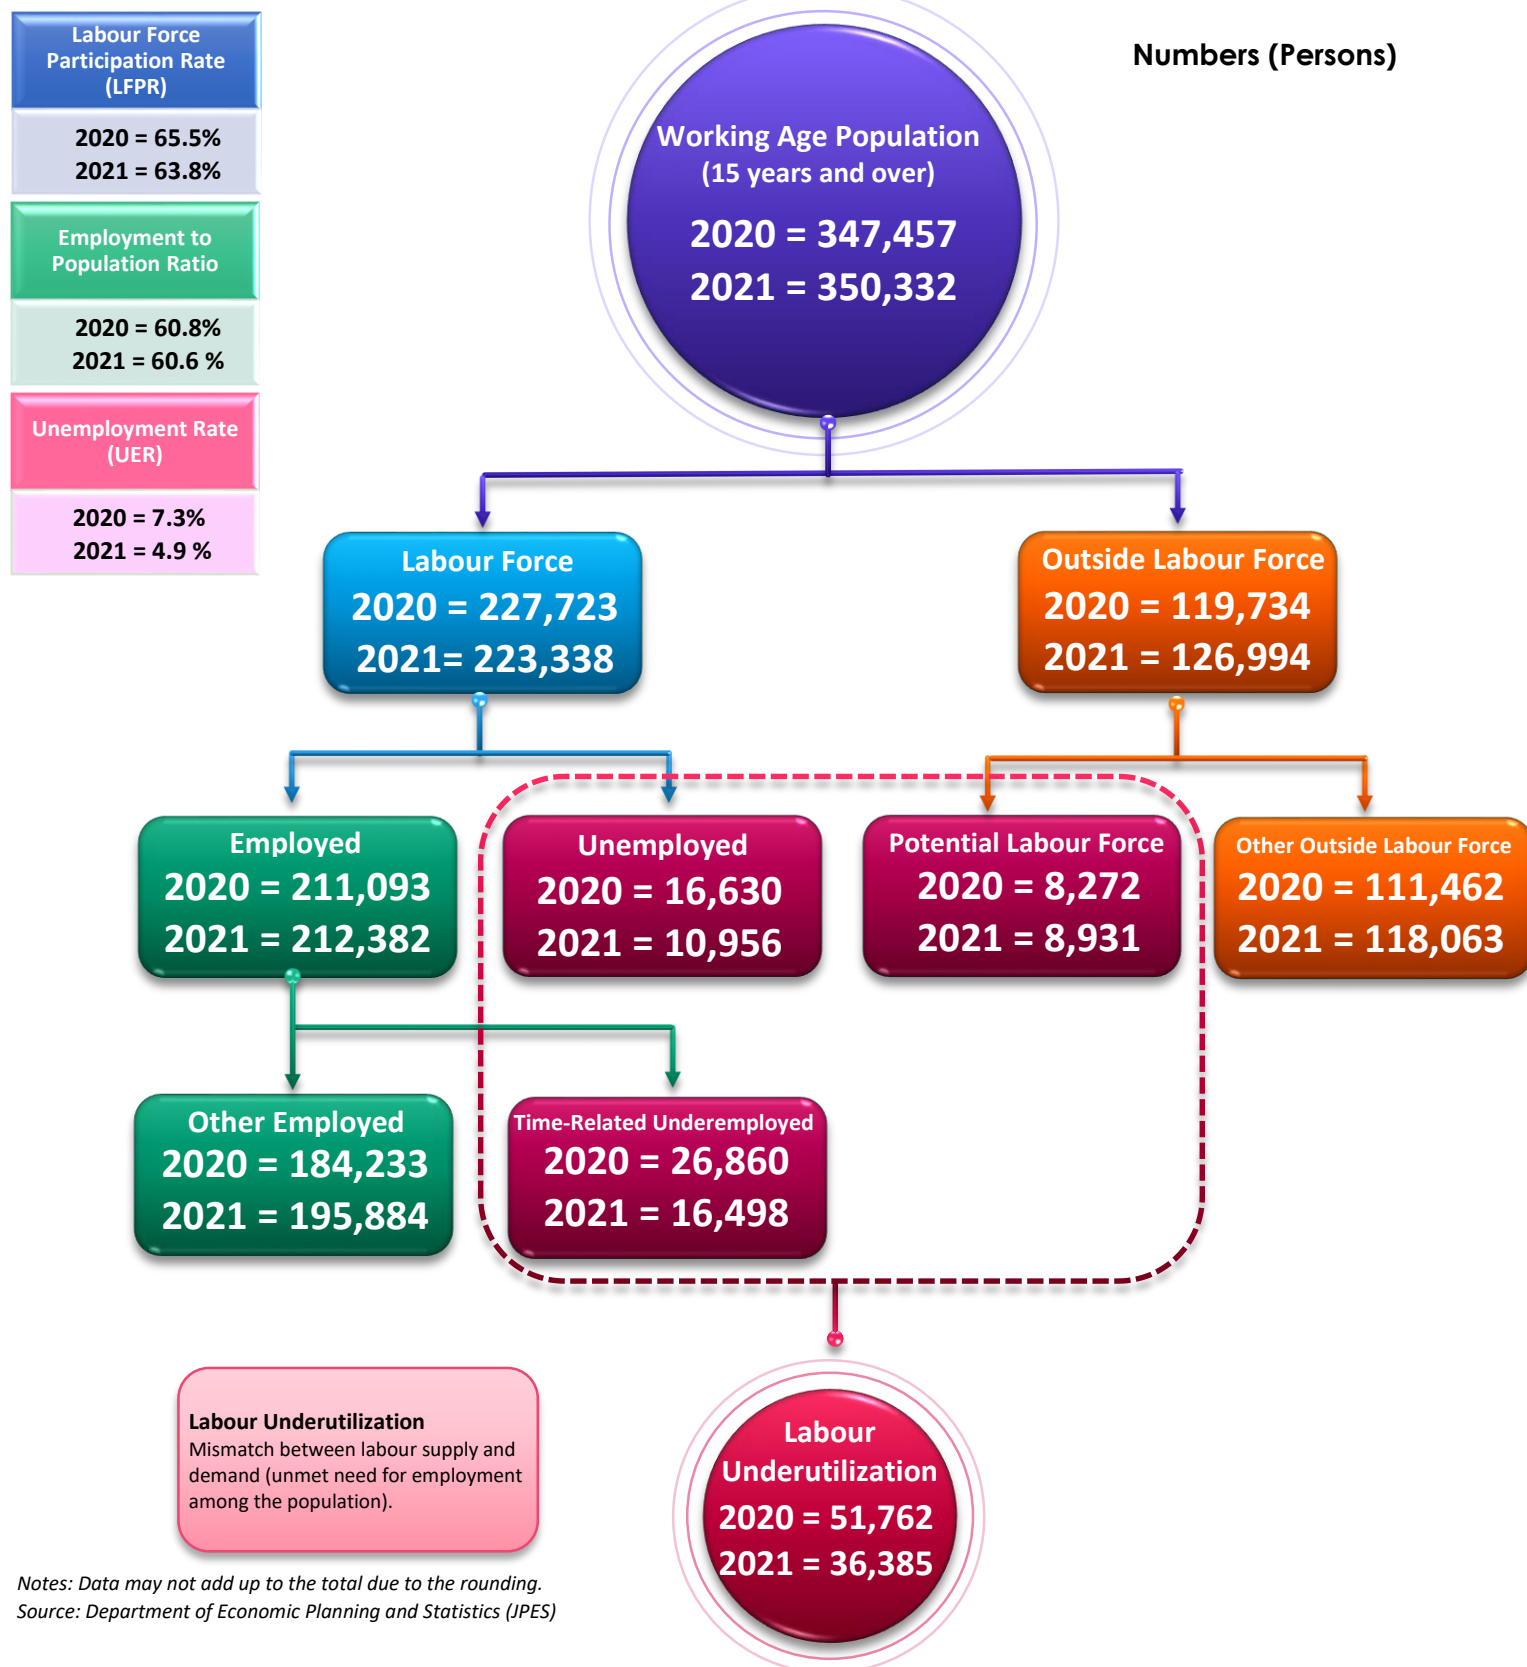 Labour Force
Participation Rate
(LFPR)
2020 = 65.5%
2021 = 63.8%
Employment to
Population Ratio
2020 = 60.8%
2021 = 60.6 %
Unemployment Rate
(UER)
2020 = 7.3%
2021 = 4.9 %
Numbers (Persons)
Working Age Population
(15 years and over)
2020 = 347,457
2021 = 350,332
Labour Force
2020 = 227,723
2021= 223,338
Outside Labour Force
2020 = 119,734
2021 = 126,994
Employed
2020 = 211,093
2021 = 212,382
Unemployed
2020 = 16,630
2021 = 10,956
Potential Labour Force
2020 = 8,272
2021 = 8,931
Other Outside Labour Force
2020 = 111,462
2021 = 118,063
Other Employed
2020 = 184,233
2021 = 195,884
Time-Related Underemployed
2020 = 26,860
2021 = 16,498
Labour Underutilization
Mismatch between labour supply and
demand (unmet need for employment
among the population).
Labour
Underutilization
2020 = 51,762
2021 = 36,385
Notes: Data may not add up to the total due to the rounding.
Source: Department of Economic Planning and Statistics (JPES)